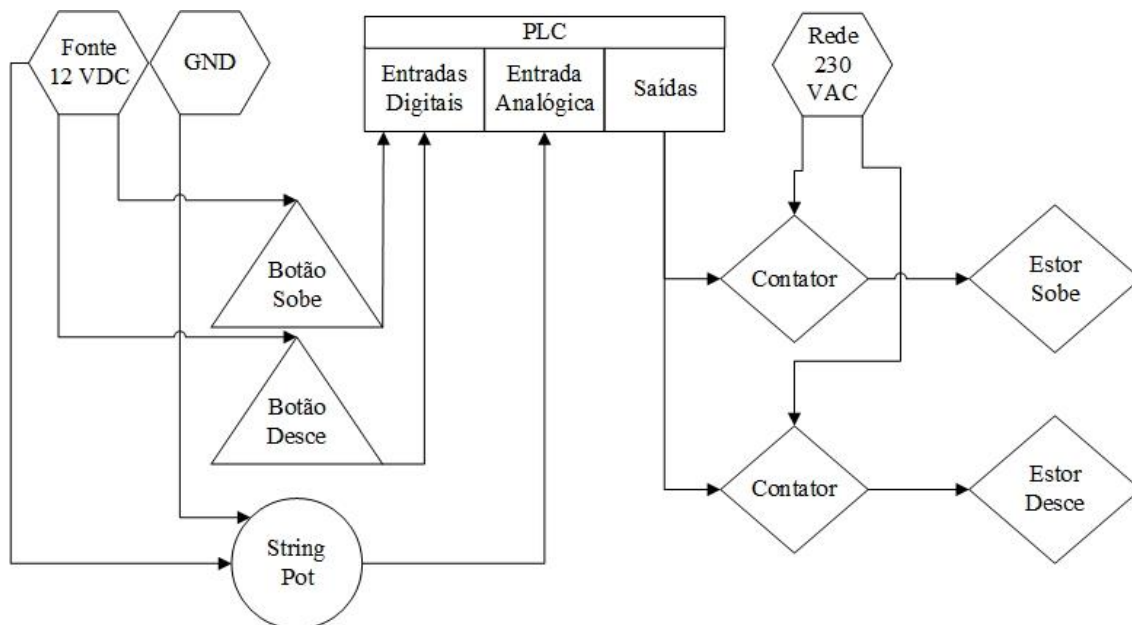 Fonte
12 VDC
GND
PLC
Entradas
Digitais
Entrada
Analógica
Saídas
Rede
230
VAC
Botão
Sobe
Contator
Estor
Sobe
Botão
Desce
Contator
Estor
Desce
String
Pot